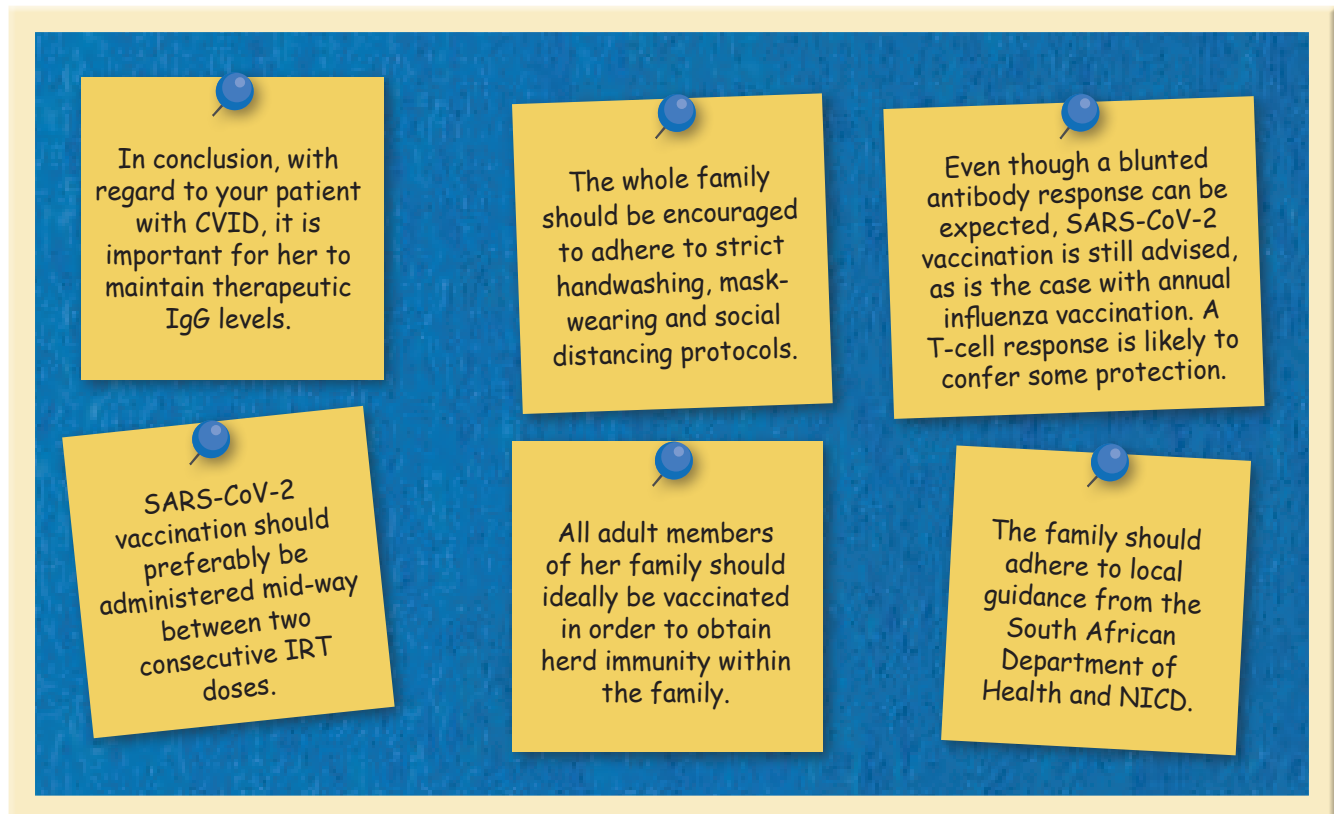 In conclusion, with
regard to your patient
with CVID, it is
important for her to
maintain therapeutic
IgG levels.
The whole family
should be encouraged
to adhere to strict
handwashing, mask-
wearing and social
distancing protocols.
Even though a blunted
antibody response can be
expected, SARS-CoV-2
vaccination is still advised,
as is the case with annual
influenza vaccination. A
T-cell response is likely to
confer some protection.
SARS-CoV-2
vaccination should
preferably be
administered mid-way
between two
consecutive IRT
doses.
All adult members
of her family should
ideally be vaccinated
in order to obtain
herd immunity within
the family.
The family should
adhere to local
guidance from the
South African
Department of
Health and NICD.